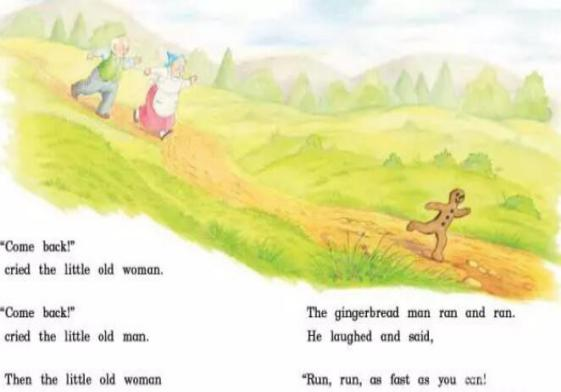 “Come back!”
cried the little old woman.
“Come back!”
cried the little old man.
Then the little old woman
The gingerbread man ran and ran.
He laughed and said,
“Run, run, as fast as you can!